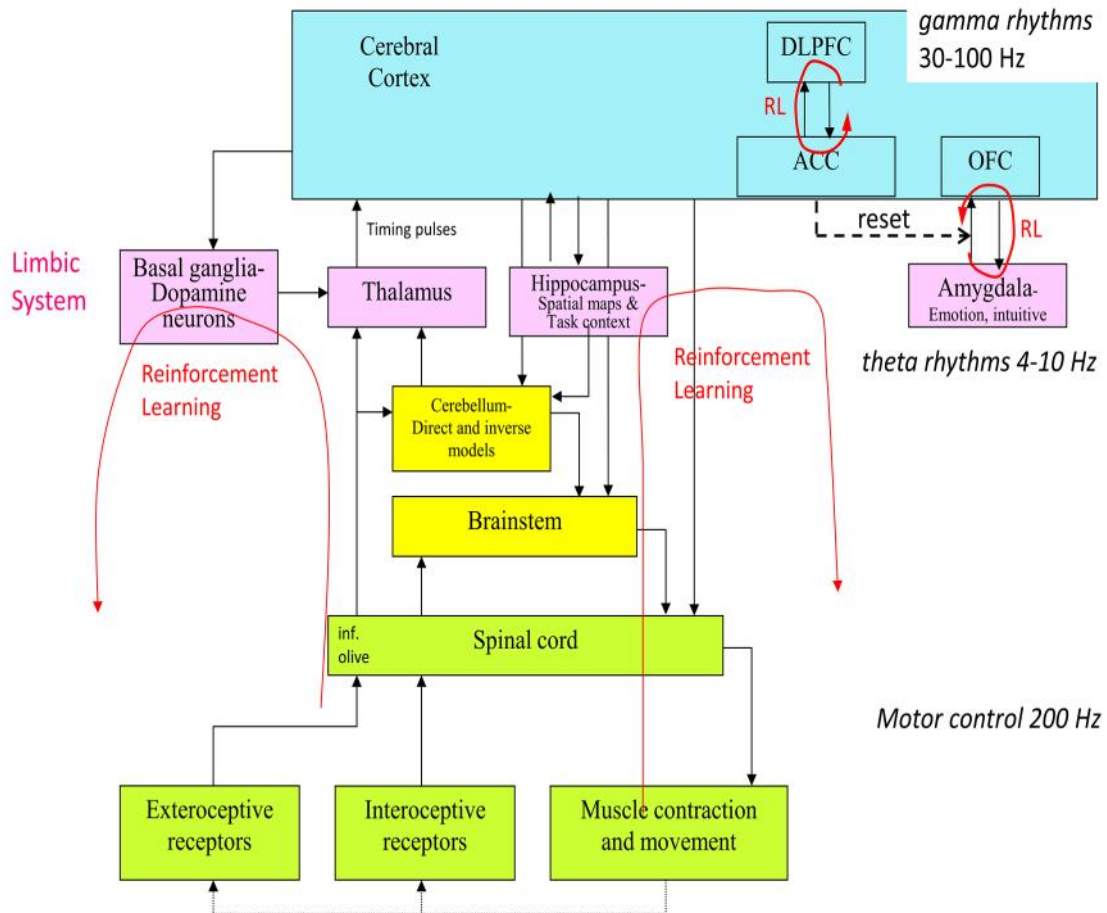 gamma rhythms
30-100 Hz
Cerebral
Cortex
DLPFC
RL
ACC
OFC
reset
RL
Timing pulses
Limbic
System
Basal ganglia-
Dopamine
neurons
Thalamus
Hippocampus-
Spatial maps &
Task context
Amygdala-
Emotion, intuitive
theta rhythms 4-10 Hz
Reinforcement
Learning
Reinforcement
Learning
Cerebellum-
Direct and inverse
models
Brainstem
inf.
olive
Spinal cord
Motor control 200 Hz
Exteroceptive
receptors
Interoceptive
receptors
Muscle contraction
and movement